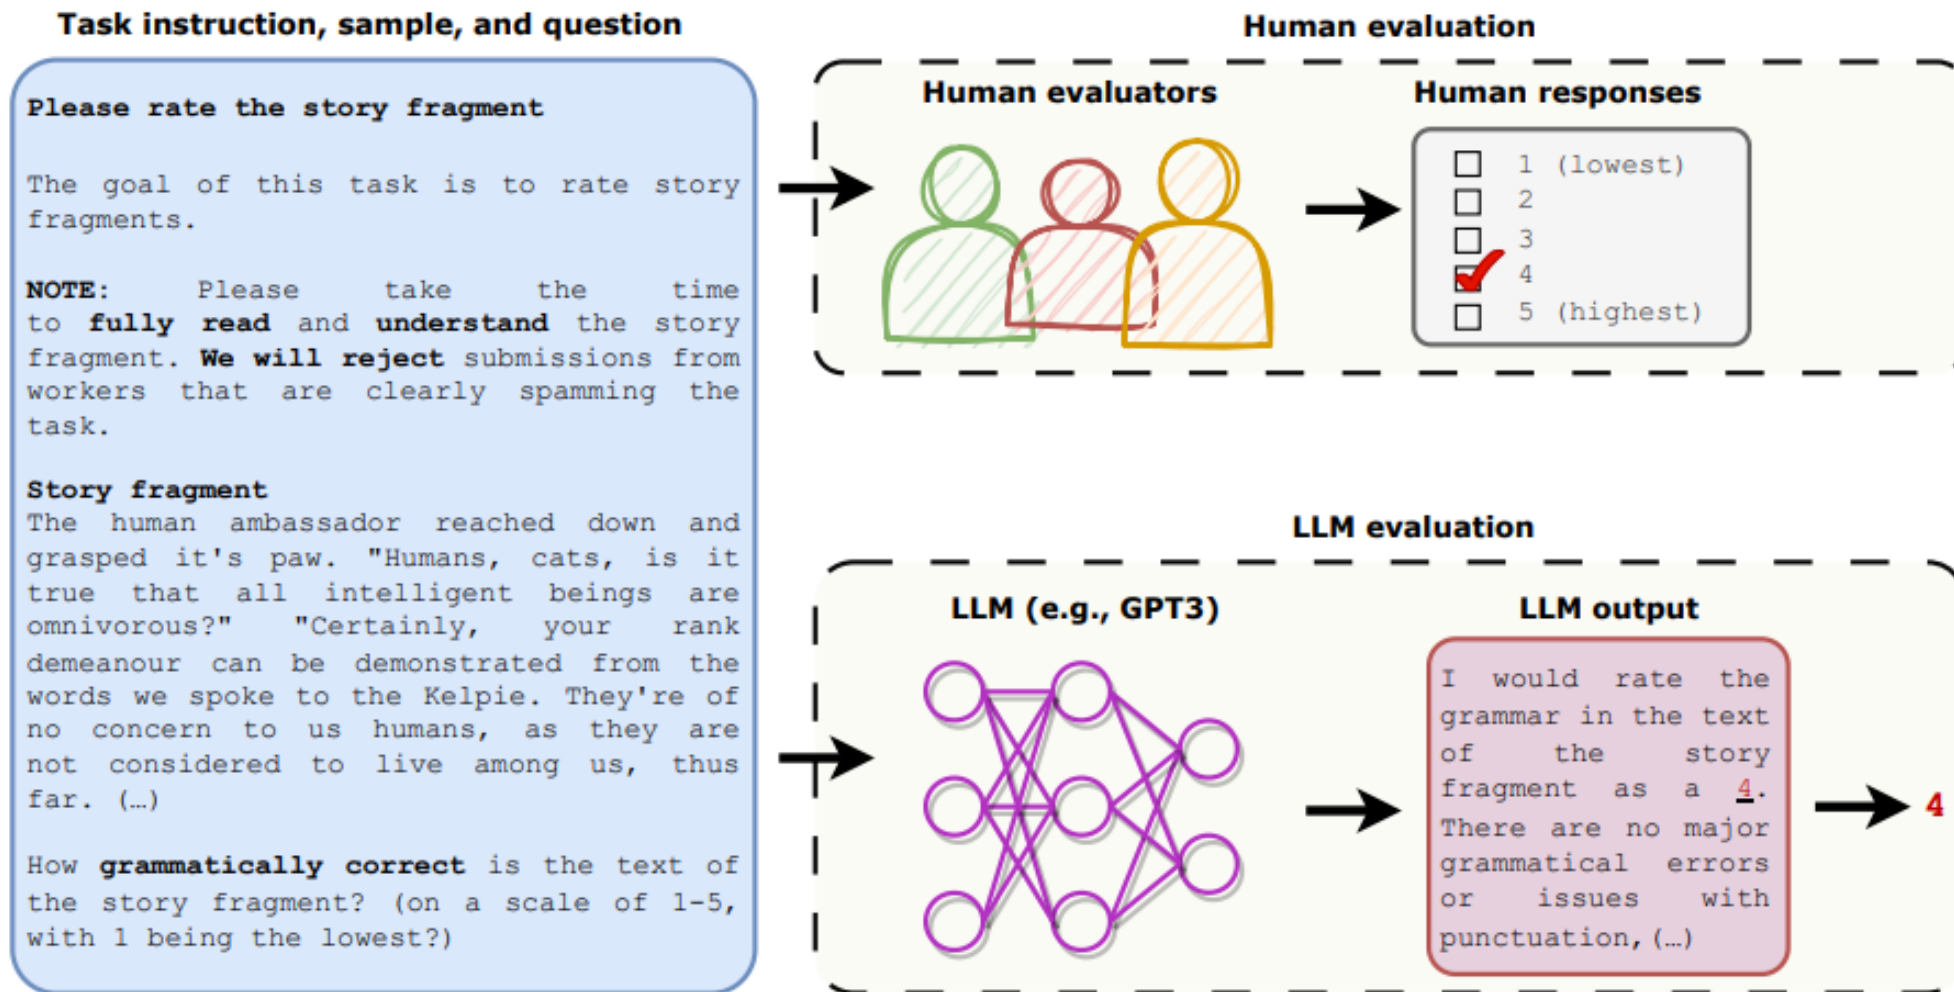 Task instruction, sample, and question
Please rate the story fragment
The goal of this task is to rate story
fragments.
NOTE: Please take the time
to fully read and understand the story
fragment. We will reject submissions from
workers that are clearly spamming the
task.
Story fragment
The human ambassador reached down and
grasped it's paw. "Humans, cats, is it
true that all intelligent beings are
omnivorous?" "Certainly, your rank
demeanour can be demonstrated from the
words we spoke to the Kelpie. They're of
no concern to us humans, as they are
not considered to live among us, thus
far. (…)
How grammatically correct is the text of
the story fragment? (on a scale of 1-5,
with 1 being the lowest?)
Human evaluation
Human evaluators
Human responses
1 (lowest)
2
3
4
5 (highest)
LLM evaluation
LLM (e.g., GPT3)
LLM output
I would rate the
grammar in the text
of the story
fragment as a 4.
There are no major
grammatical errors
or issues with
punctuation, (…)
4